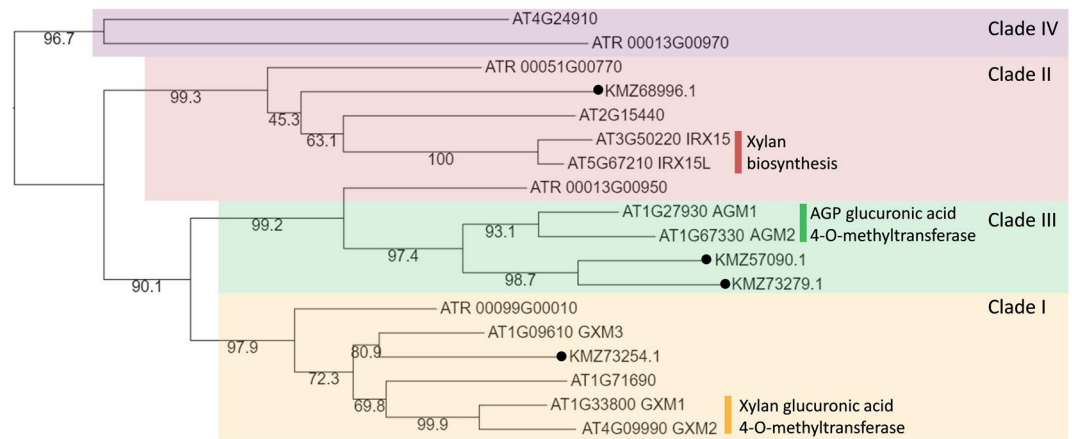 AT4G24910
Clade IV
96.7
ATR 00013G00970
ATR 00051G00770
Clade II
99.3
KMZ68996.1
45.3
AT2G15440
63.1
AT3G50220 IRX15
Xylan
100
AT5G67210 IRX15L
biosynthesis
ATR 00013G00950
99.2
AT1G27930 AGM1
AGP glucuronic acid
Clade III
93.1
AT1G67330 AGM2
4-O-methyltransferase
97.4
KMZ57090.1
98.7
KMZ73279.1
90.1
ATR 00099G00010
Clade I
97.9
AT1G09610 GXM3
80.9
KMZ73254.1
72.3
AT1G71690
69.8
AT1G33800 GXM1
Xylan glucuronic acid
99.9
AT4G09990 GXM2
4-O-methyltransferase